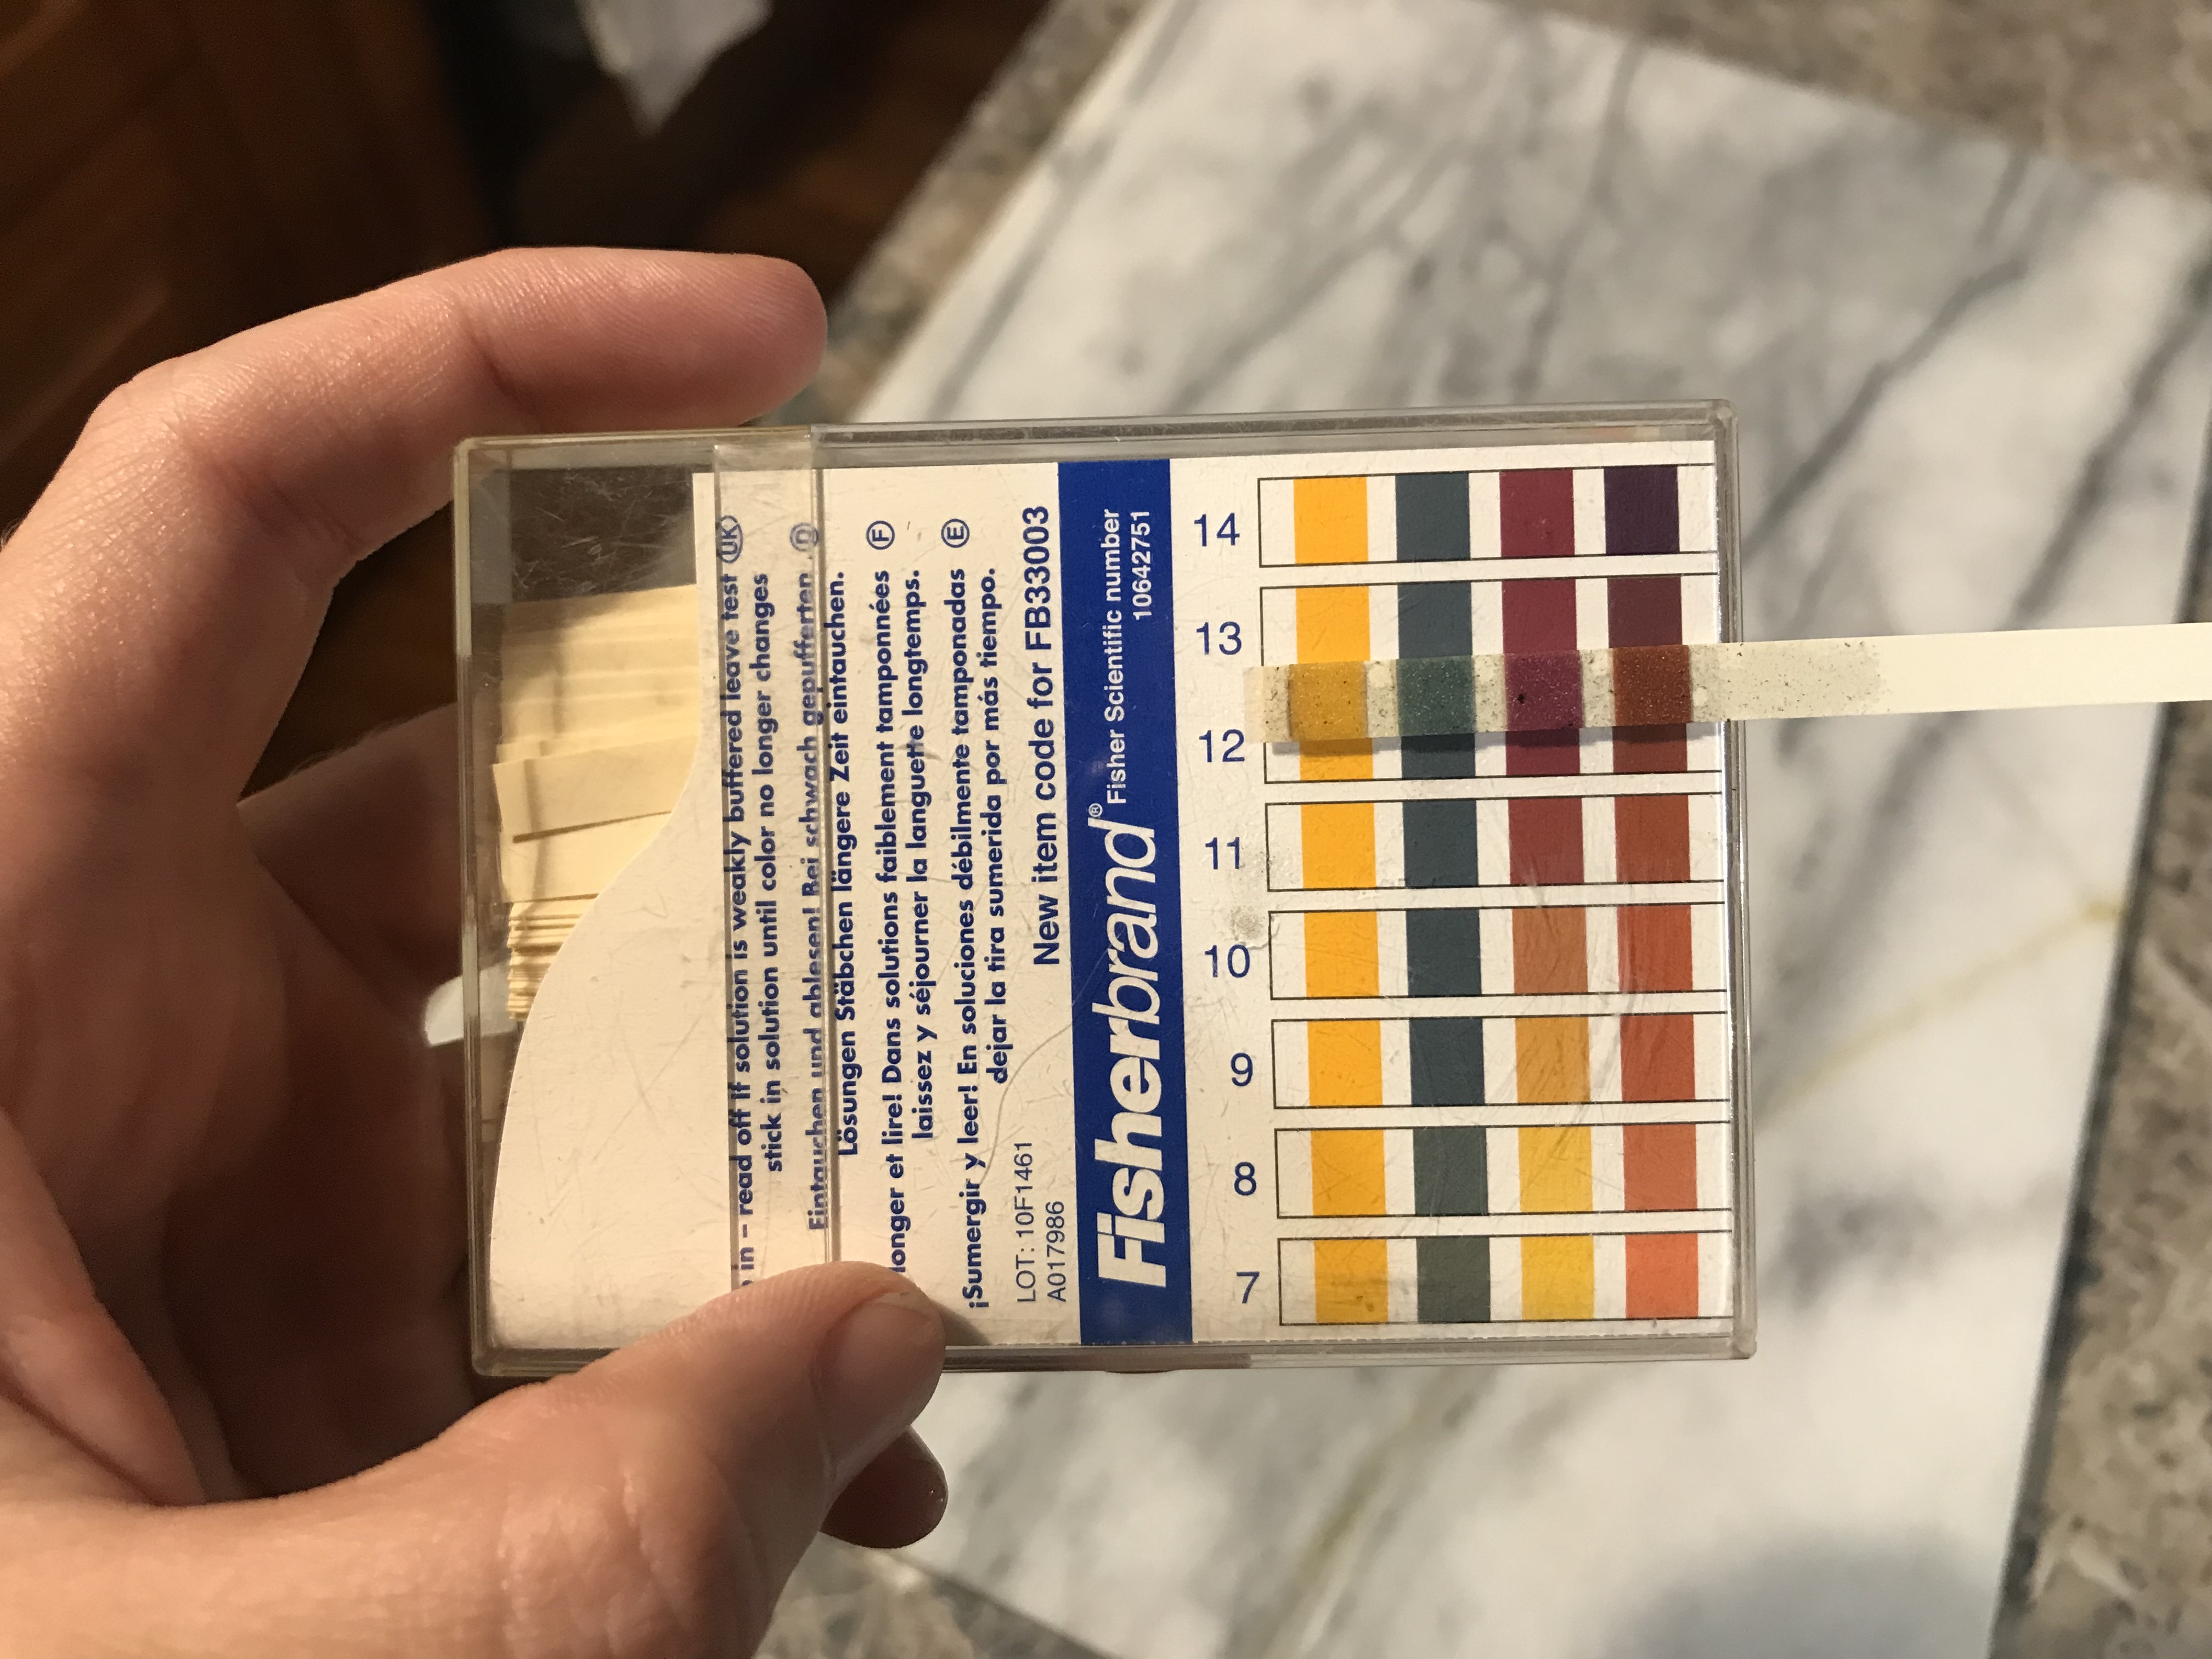 in – read off if solution is weakly buffered leave test UK
stick in solution until color no longer changes
Eintauchen und ablesen! Bei schwach gepufferten D
Lösungen Stäbchen längere Zeit eintauchen.
longer et lire! Dans solutions faiblement tamponnées F
laissez y séjourner la languette longtemps.
¡Sumergir y leer! En soluciones débilmente tamponadas E
dejar la tira sumerida por más tiempo.
LOT: 10F1461
A017986
New item code for FB33003
Fisherbrand® Fisher Scientific number
10642751
7 8 9 10 11 12 13 14